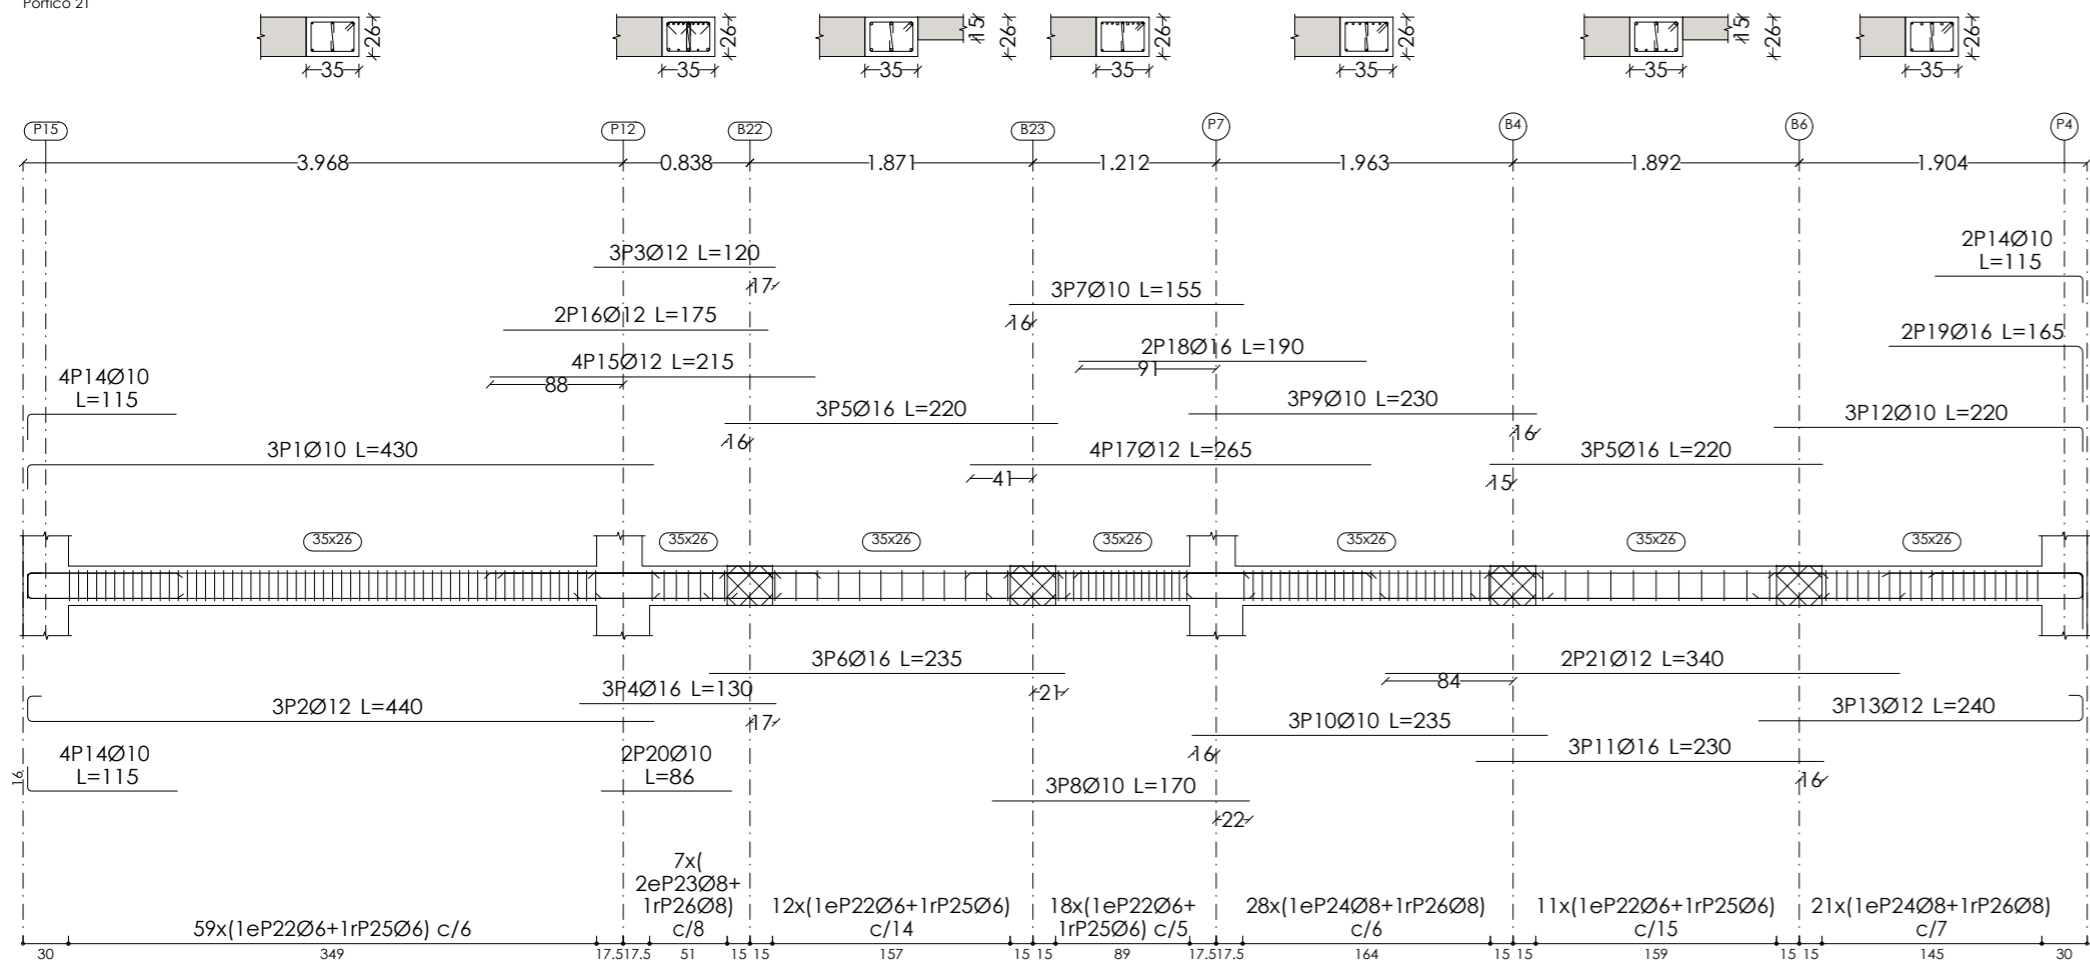 Pórtico 21
35 26
35 26
35 15 26
35 26
35 26
35 15 26
35 26
P15 P12 B22 B23 P7 B4 B6 P4
3.968 0.838 1.871 1.212 1.963 1.892 1.904
3P3Ø12 L=120
17
2P14Ø10
L=115
3P7Ø10 L=155
16
2P16Ø12 L=175
2P19Ø16 L=165
2P18Ø16 L=190
91
4P15Ø12 L=215
88
4P14Ø10
L=115
3P5Ø16 L=220
16
3P9Ø10 L=230
16
3P12Ø10 L=220
3P1Ø10 L=430
4P17Ø12 L=265
41
3P5Ø16 L=220
15
35x26 35x26 35x26 35x26 35x26 35x26 35x26
3P6Ø16 L=235
21
2P21Ø12 L=340
84
3P4Ø16 L=130
17
3P2Ø12 L=440
3P13Ø12 L=240
3P10Ø10 L=235
16
4P14Ø10
L=115
16
2P20Ø10
L=86
3P11Ø16 L=230
16
3P8Ø10 L=170
22
59x(1eP22Ø6+1rP25Ø6) c/6
7x(
2eP23Ø8+
1rP26Ø8)
c/8
12x(1eP22Ø6+1rP25Ø6)
c/14
18x(1eP22Ø6+
1rP25Ø6) c/5
28x(1eP24Ø8+1rP26Ø8)
c/6
11x(1eP22Ø6+1rP25Ø6)
c/15
21x(1eP24Ø8+1rP26Ø8)
c/7
30 349 17.5 17.5 51 15 15 157 15 15 89 17.5 17.5 164 15 15 159 15 15 145 30